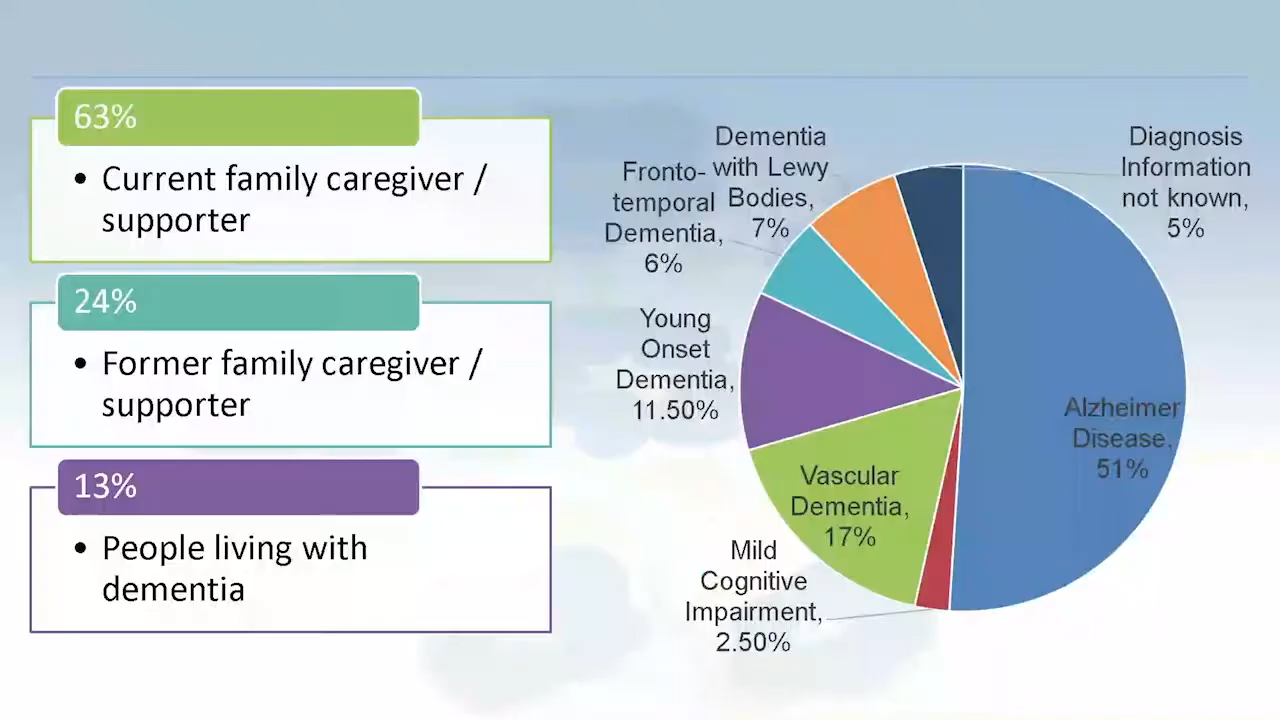 63%
• Current family caregiver /
supporter
24%
• Former family caregiver /
supporter
13%
• People living with
dementia
Dementia
with Lewy
Bodies,
7%
Fronto-
temporal
Dementia,
6%
Young
Onset
Dementia,
11.50%
Vascular
Dementia,
17%
Mild
Cognitive
Impairment,
2.50%
Diagnosis
Information
not known,
5%
Alzheimer
Disease,
51%